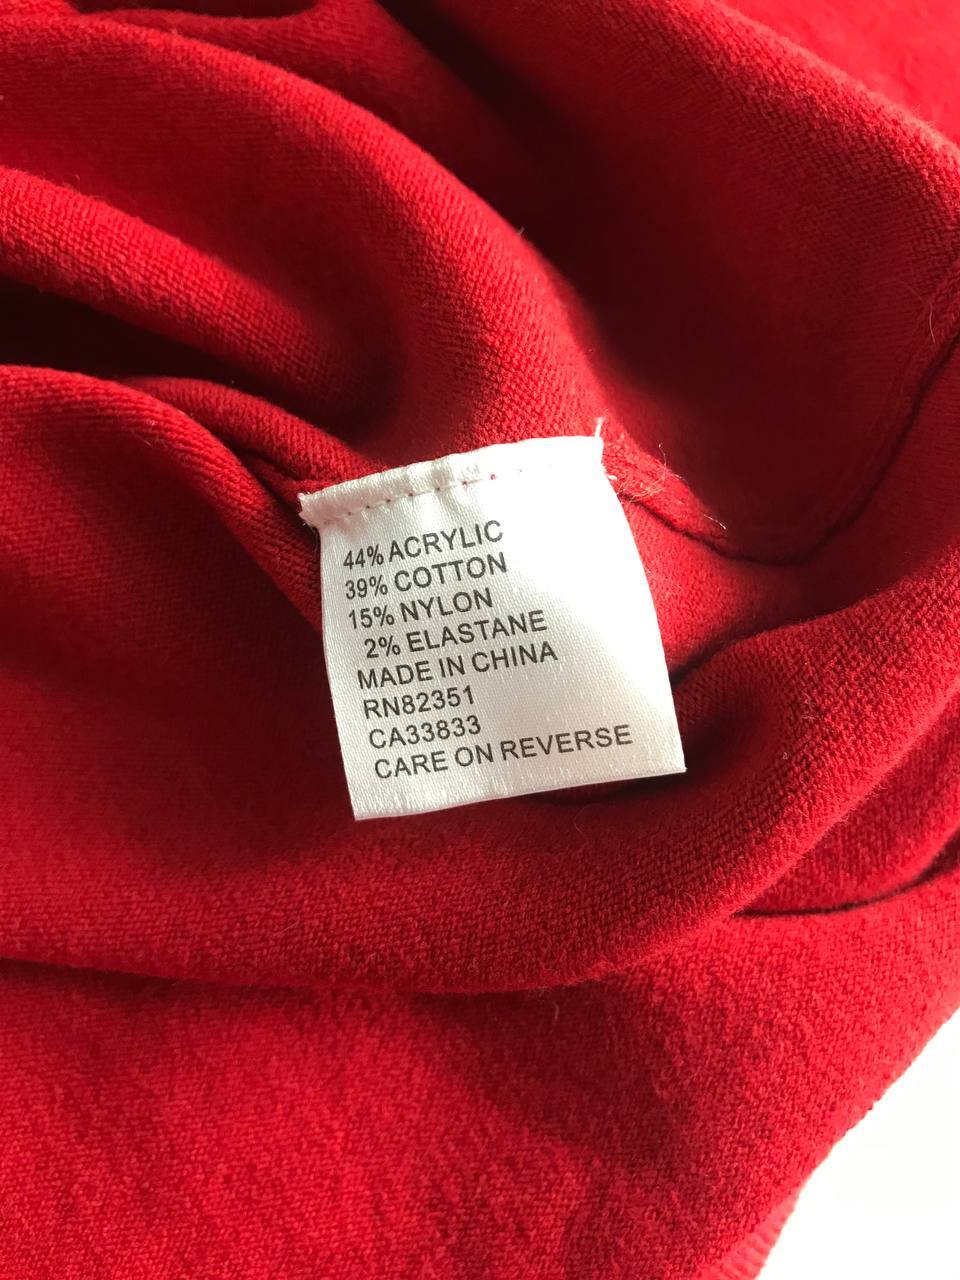 44% ACRYLIC
39% COTTON
15% NYLON
2% ELASTANE
MADE IN CHINA
RN82351
CA33833
CARE ON REVERSE